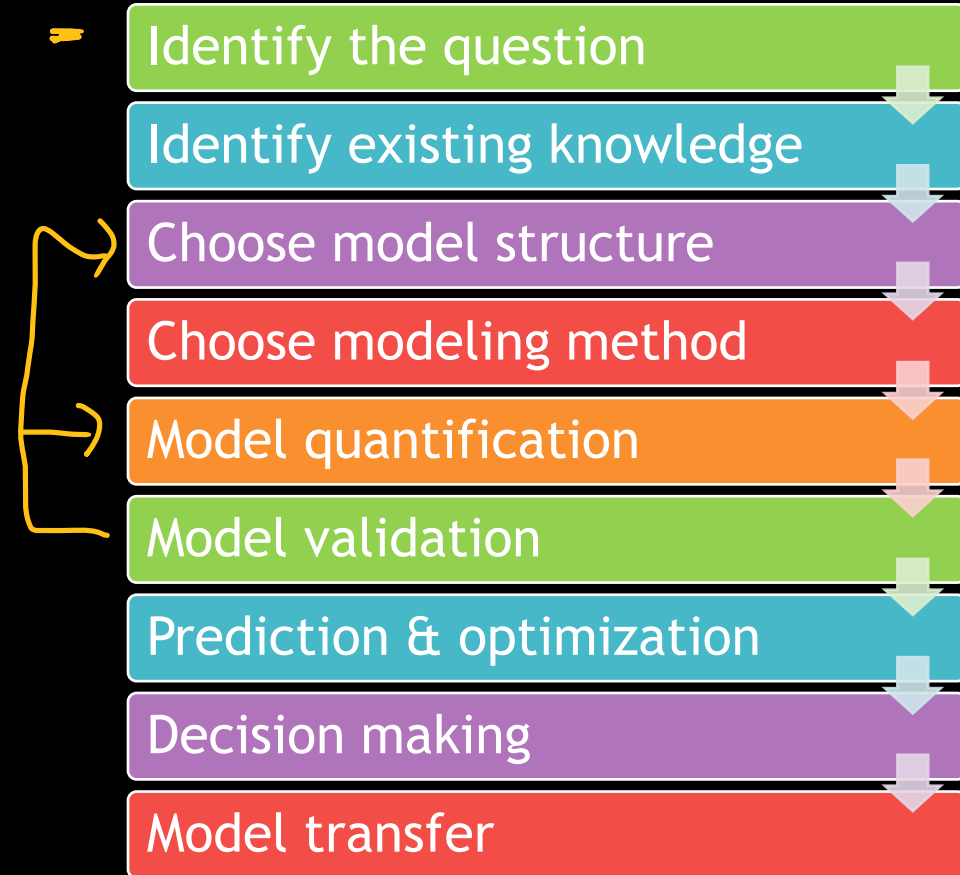 Identify the question
Identify existing knowledge
Choose model structure
Choose modeling method
Model quantification
Model validation
Prediction & optimization
Decision making
Model transfer